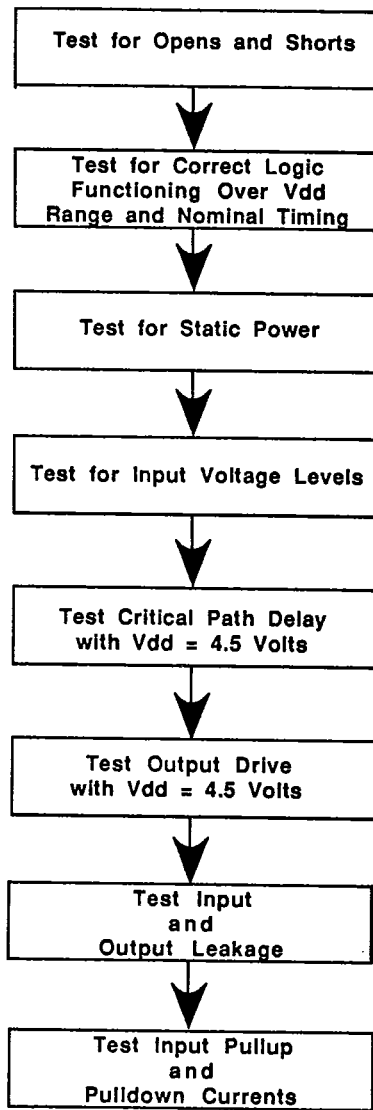 Test for Opens and Shorts
Test for Correct Logic
Functioning Over Vdd
Range and Nominal Timing
Test for Static Power
Test for Input Voltage Levels
Test Critical Path Delay
with Vdd = 4.5 Volts
Test Output Drive
with Vdd = 4.5 Volts
Test Input
and
Output Leakage
Test Input Pullup
and
Pulldown Currents